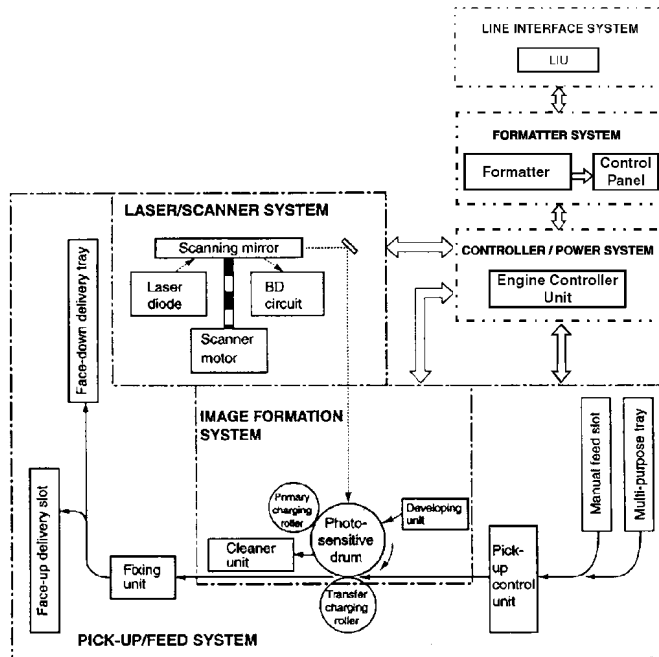 LINE INTERFACE SYSTEM
LIU
FORMATTER SYSTEM
Formatter
Control
Panel
LASER/SCANNER SYSTEM
Scanning mirror
Laser
diode
BD
circuit
Scanner
motor
CONTROLLER / POWER SYSTEM
Engine Controller
Unit
Face-down delivery tray
IMAGE FORMATION
SYSTEM
Manual feed slot
Multi-purpose tray
Face-up delivery slot
Primary
charging
roller
Photo-
sensitive
drum
Developing
unit
Cleaner
unit
Fixing
unit
Transfer
charging
roller
Pick-
up
control
unit
PICK-UP/FEED SYSTEM